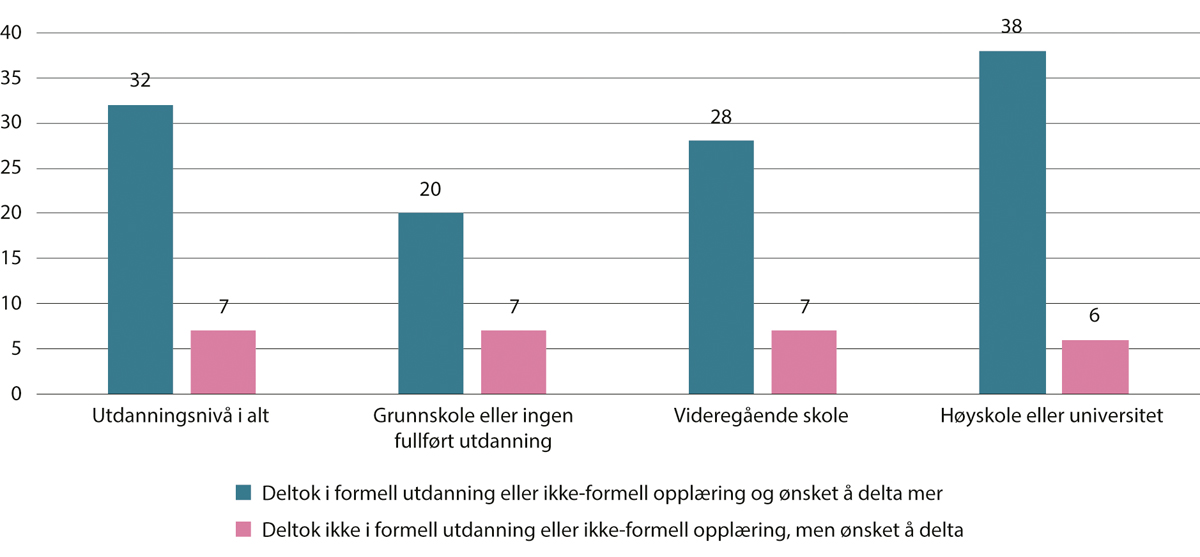 40
35
30
25
20
15
10
5
0
32
7
20
7
28
7
38
6
Utdanningsnivå i alt
Grunnskole eller ingen
fullført utdanning
Videregående skole
Høyskole eller universitet
Deltok i formell utdanning eller ikke-formell opplæring og ønsket å delta mer
Deltok ikke i formell utdanning eller ikke-formell opplæring, men ønsket å delta